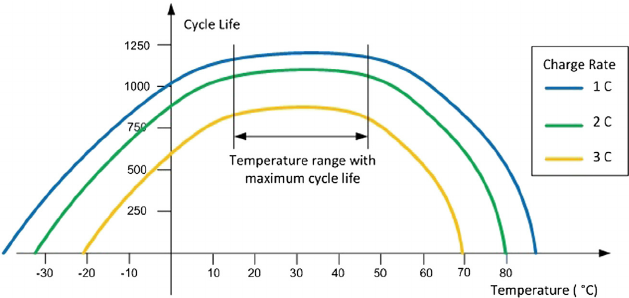 Cycle Life
1250
1000
750
500
250
Temperature range with
maximum cycle life
-30 -20 -10 10 20 30 40 50 60 70 80
Temperature ( °C)
Charge Rate
1 C
2 C
3 C